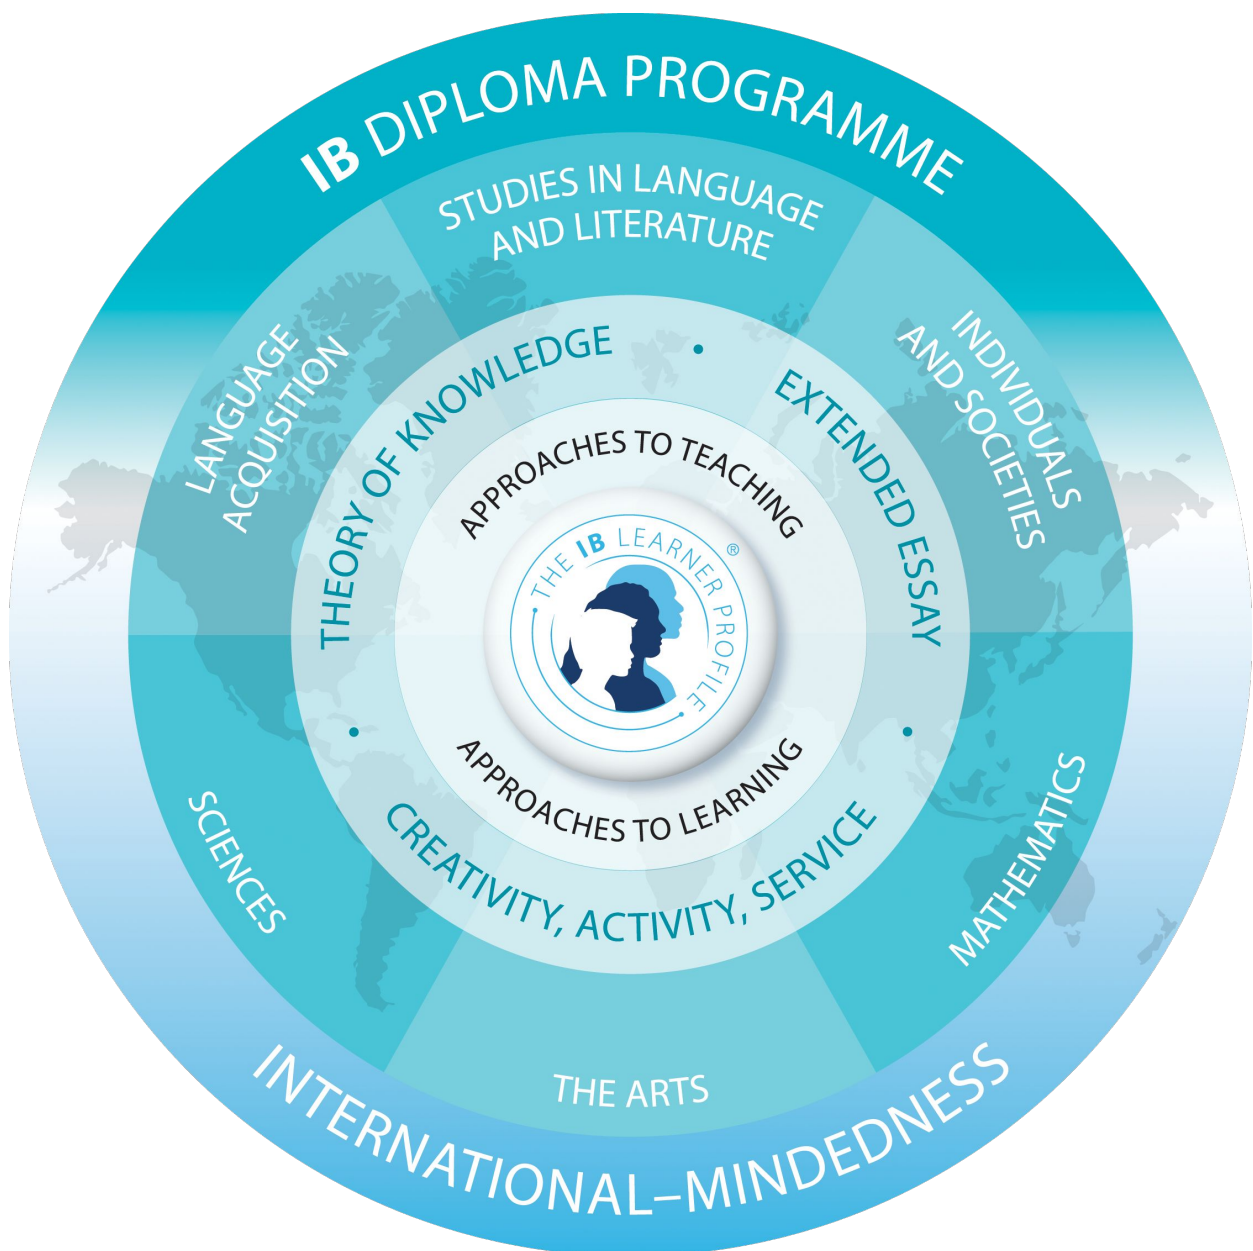 IB DIPLOMA PROGRAMME
STUDIES IN LANGUAGE
AND LITERATURE
LANGUAGE
ACQUISITION
INDIVIDUALS
AND SOCIETIES
THEORY OF KNOWLEDGE
•
EXTENDED ESSAY
•
APPROACHES TO TEACHING
THE IB LEARNER PROFILE
®
APPROACHES TO LEARNING
•
CREATIVITY, ACTIVITY, SERVICE
SCIENCES
MATHEMATICS
THE ARTS
INTERNATIONAL–MINDEDNESS